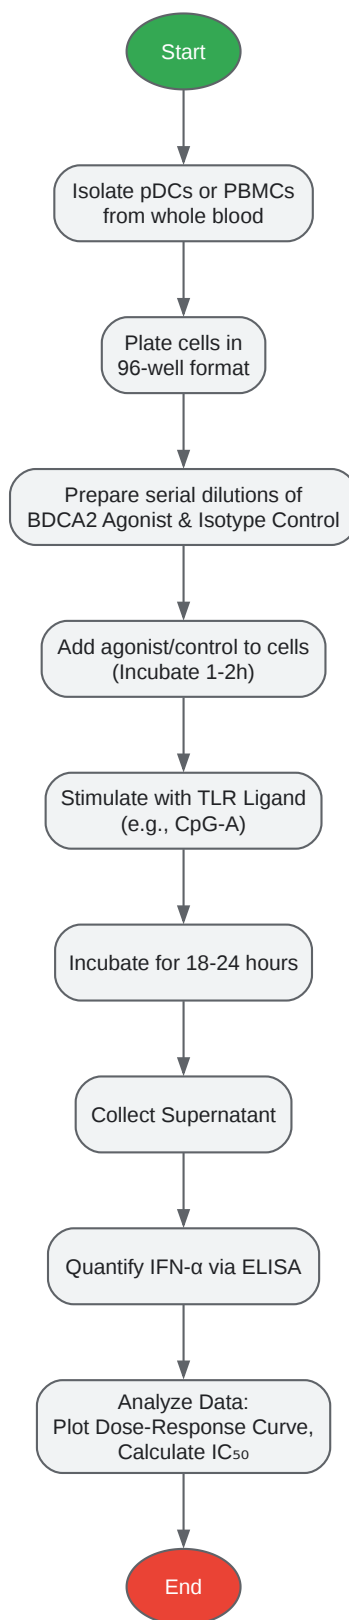 Start
Isolate pDCs or PBMCs
from whole blood
Plate cells in
96-well format
Prepare serial dilutions of
BDCA2 Agonist & Isotype Control
Add agonist/control to cells
(Incubate 1-2h)
Stimulate with TLR Ligand
(e.g., CpG-A)
Incubate for 18-24 hours
Collect Supernatant
Quantify IFN-α via ELISA
Analyze Data:
Plot Dose-Response Curve,
Calculate IC₅₀
End